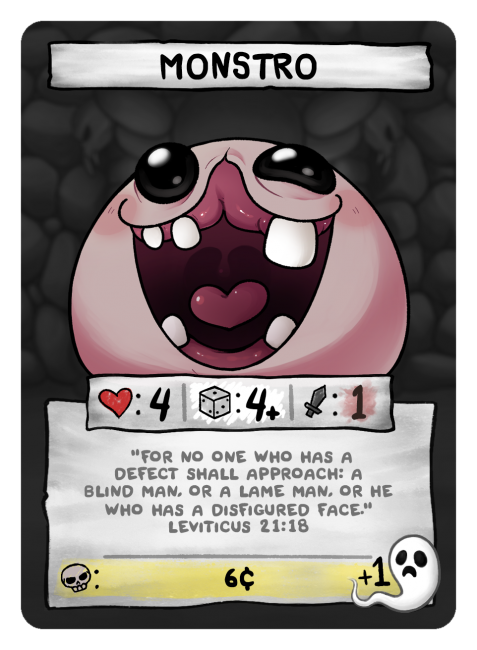 MONSTRO
: 4 : 4+ : 1
"FOR NO ONE WHO HAS A
DEFECT SHALL APPROACH: A
BLIND MAN, OR A LAME MAN, OR HE
WHO HAS A DISFIGURED FACE."
LEVITICUS 21:18
: 6¢ +1